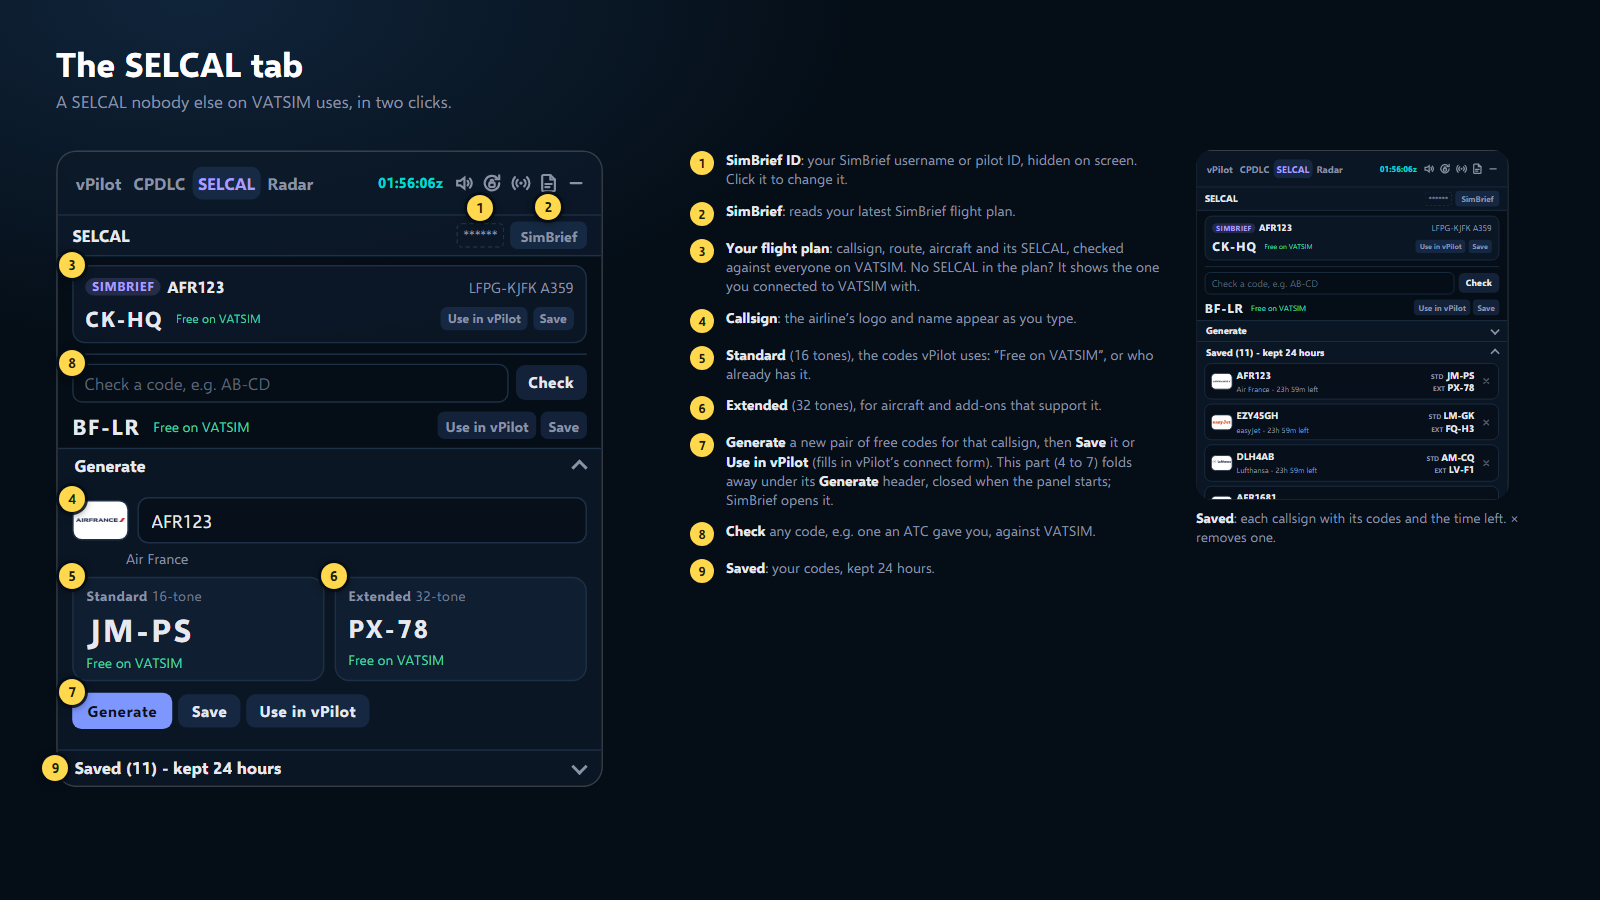 The SELCAL tab
A SELCAL nobody else on VATSIM uses, in two clicks.
vPilot CPDLC SELCAL Radar 01:56:06z
1
2
SELCAL ****** SimBrief
3
SIMBRIEF AFR123 LFPG-KJFK A359
CK-HQ Free on VATSIM Use in vPilot Save
8
Check a code, e.g. AB-CD Check
BF-LR Free on VATSIM Use in vPilot Save
Generate
4
AIRFRANCE AFR123
Air France
5
6
Standard 16-tone
JM-PS
Free on VATSIM
Extended 32-tone
PX-78
Free on VATSIM
7
Generate Save Use in vPilot
9 Saved (11) - kept 24 hours
1 SimBrief ID: your SimBrief username or pilot ID, hidden on screen.
Click it to change it.
2 SimBrief: reads your latest SimBrief flight plan.
3 Your flight plan: callsign, route, aircraft and its SELCAL, checked
against everyone on VATSIM. No SELCAL in the plan? It shows the one
you connected to VATSIM with.
4 Callsign: the airline's logo and name appear as you type.
5 Standard (16 tones), the codes vPilot uses: "Free on VATSIM", or who
already has it.
6 Extended (32 tones), for aircraft and add-ons that support it.
7 Generate a new pair of free codes for that callsign, then Save it or
Use in vPilot (fills in vPilot's connect form). This part (4 to 7) folds
away under its Generate header, closed when the panel starts;
SimBrief opens it.
8 Check any code, e.g. one an ATC gave you, against VATSIM.
9 Saved: your codes, kept 24 hours.
vPilot CPDLC SELCAL Radar 01:56:06z
SELCAL ****** SimBrief
SIMBRIEF AFR123 LFPG-KJFK A359
CK-HQ Free on VATSIM Use in vPilot Save
Check a code, e.g. AB-CD Check
BF-LR Free on VATSIM Use in vPilot Save
Generate
Saved (11) - kept 24 hours
AFR123 STD JM-PS ×
Air France - 23h 59m left EXT PX-78
EZY45GH STD LM-GK ×
easyJet - 23h 59m left EXT FQ-H3
DLH4AB STD AM-CQ ×
Lufthansa - 23h 59m left EXT LV-F1
AFR1681
Saved: each callsign with its codes and the time left. ×
removes one.